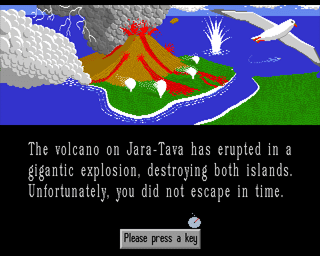 The volcano on Jara-Tava has erupted in a
gigantic explosion, destroying both islands.
Unfortunately, you did not escape in time.
Please press a key